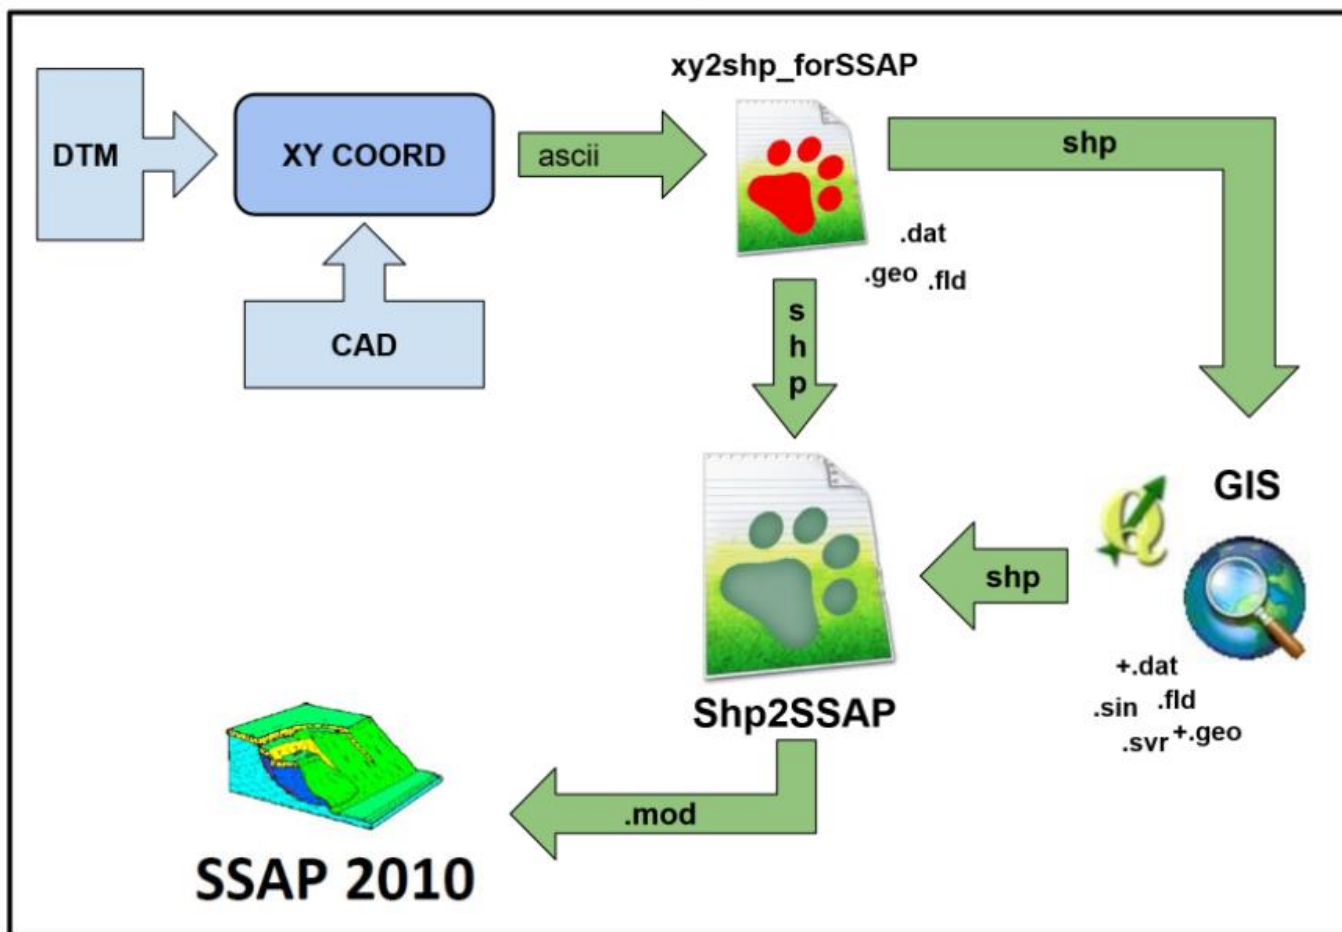 xy2shp_forSSAP
DTM
XY COORD
ascii
shp
.dat
.geo .fld
s
h
p
CAD
GIS
shp
+.dat
.sin .fld
.svr +.geo
Shp2SSAP
.mod
SSAP 2010